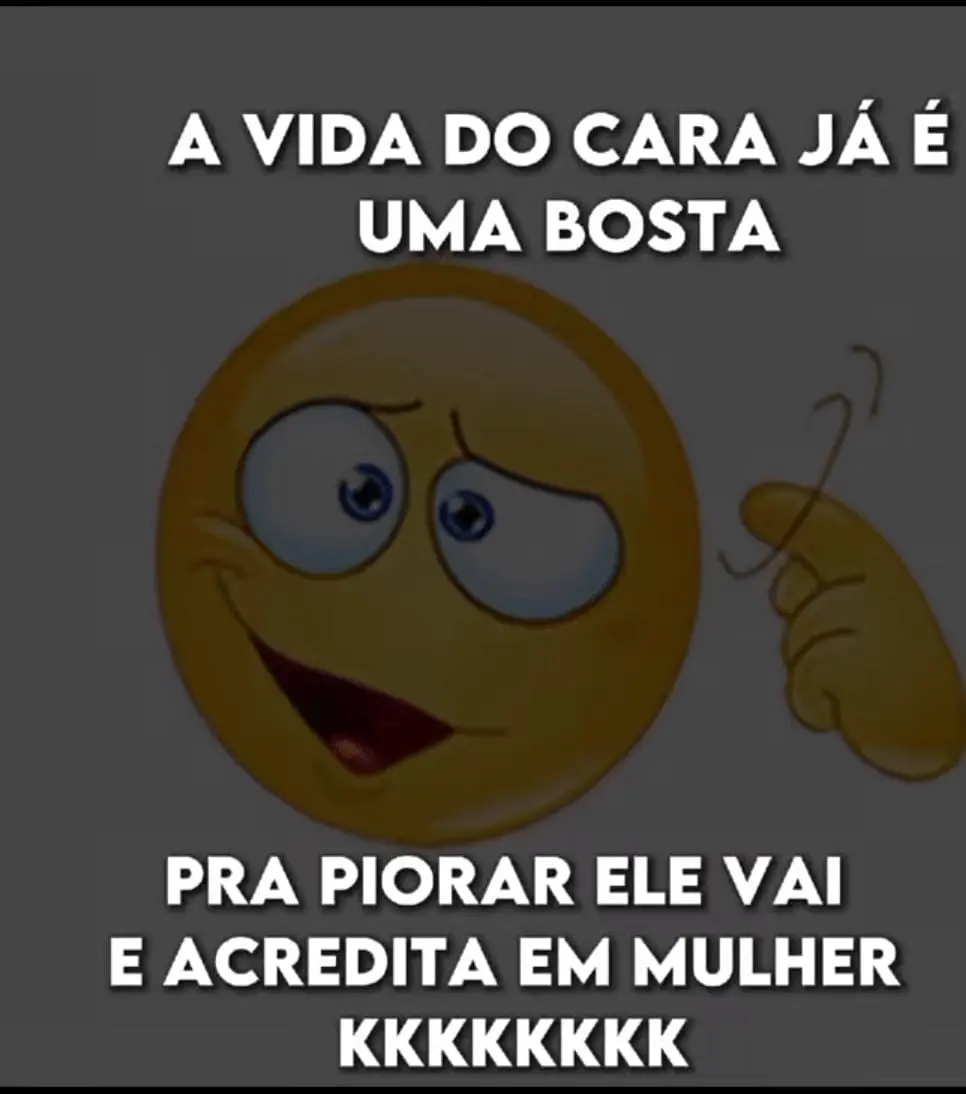 A VIDA DO CARA JÁ É
UMA BOSTA
PRA PIORAR ELE VAI
E ACREDITA EM MULHER
KKKKKKKK